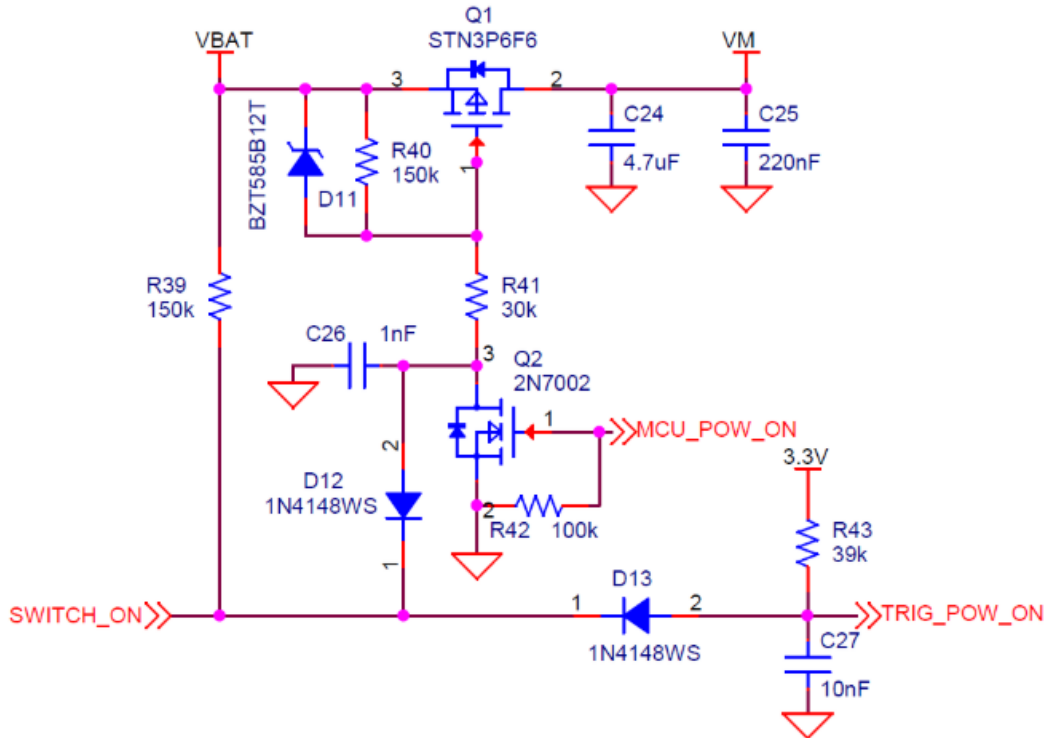 Q1
STN3P6F6
VBAT
VM
3
2
BZT585B12T
R40
150k
D11
1
C24
4.7uF
C25
220nF
R39
150k
R41
30k
C26
1nF
3
Q2
2N7002
1
MCU_POW_ON
2
D12
1N4148WS
2
R42
100k
3.3V
R43
39k
1
D13
SWITCH_ON
1
2
1N4148WS
TRIG_POW_ON
C27
10nF